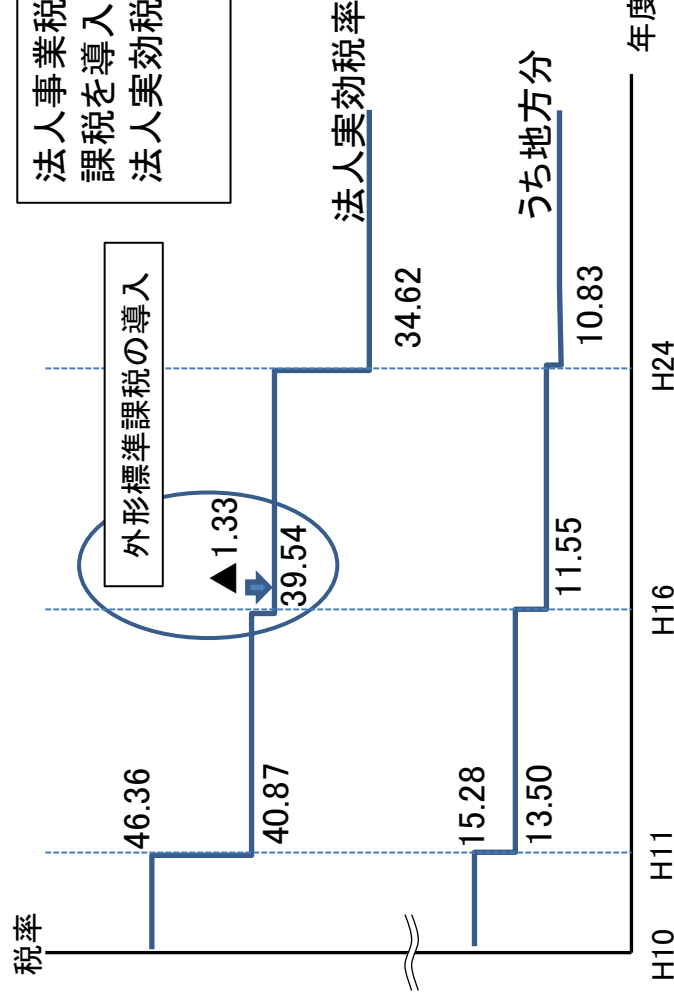 税率
法人事業税
課税を導入
法人実効税
外形標準課税の導入
▲1.33
46.36
40.87
39.54
34.62
法人実効税率
15.28
13.50
11.55
10.83
うち地方分
H10
H11
H16
H24
年度